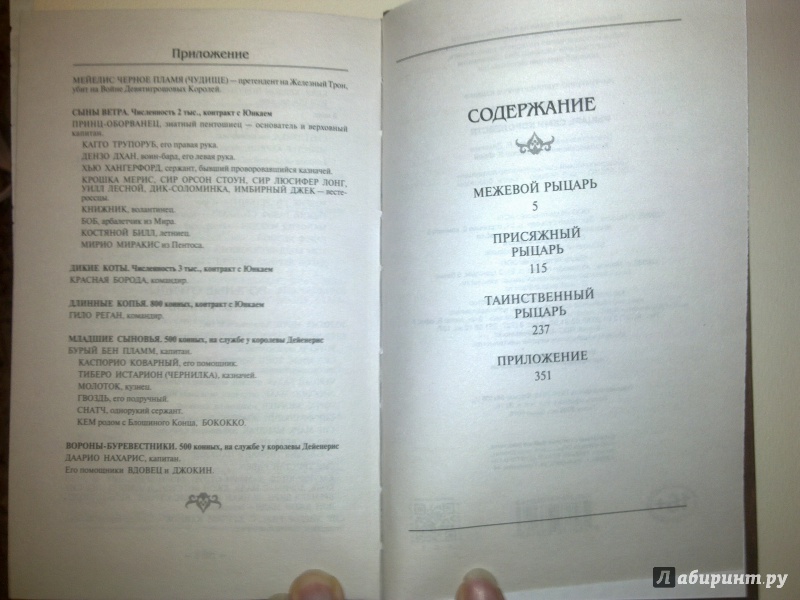 Приложение
МЕЙЕЛИС ЧЕРНОЕ ПЛАМЯ (ЧУДИЩЕ) — претендент на Железный Трон,
убит на Войне Девятигрошовых Королей.
СЫНЫ ВЕТРА. Численность 2 тыс., контракт с Юнкаем
ПРИНЦ-ОБОРВАНЕЦ, знатный пентошиец — основатель и верховный
капитан.
КАГГО ТРУПОРУБ, его правая рука.
ДЕНЗО ДХАН, воин-бард, его левая рука.
ХЬЮ ХАНГЕРФОРД, сержант, бывший проворовавшийся казначей.
КРОШКА МЕРИС, СИР ОРСОН СТОУН, СИР ЛЮСИФЕР ЛОНГ,
УИЛЛ ЛЕСНОЙ, ДИК-СОЛОМИНКА, ИМБИРНЫЙ ДЖЕК — весте-
россцы.
КНИЖНИК, волантинец.
БОБ, арбалетчик из Мира.
КОСТЯНОЙ БИЛЛ, летниец.
МИРИО МИРАКИС из Пентоса.
ДИКИЕ КОТЫ. Численность 3 тыс., контракт с Юнкаем
КРАСНАЯ БОРОДА, командир.
ДЛИННЫЕ КОПЬЯ. 800 конных, контракт с Юнкаем
ГИЛО РЕГАН, командир.
МЛАДШИЕ СЫНОВЬЯ. 500 конных, на службе у королевы Дейенерис
БУРЫЙ БЕН ПЛАММ, капитан.
КАСПОРИО КОВАРНЫЙ, его помощник.
ТИБЕРО ИСТАРИОН (ЧЕРНИЛКА), казначей.
МОЛОТОК, кузнец.
ГВОЗДЬ, его подручный.
СНАТЧ, однорукий сержант.
КЕМ родом с Блошиного Конца, БОКОККО.
ВОРОНЫ-БУРЕВЕСТНИКИ. 500 конных, на службе у королевы Дейенерис
ДААРИО НАХАРИС, капитан.
Его помощники ВДОВЕЦ и ДЖОКИН.
СОДЕРЖАНИЕ
МЕЖЕВОЙ РЫЦАРЬ
5
ПРИСЯЖНЫЙ
РЫЦАРЬ
115
ТАИНСТВЕННЫЙ
РЫЦАРЬ
237
ПРИЛОЖЕНИЕ
351
Лабиринт.ру